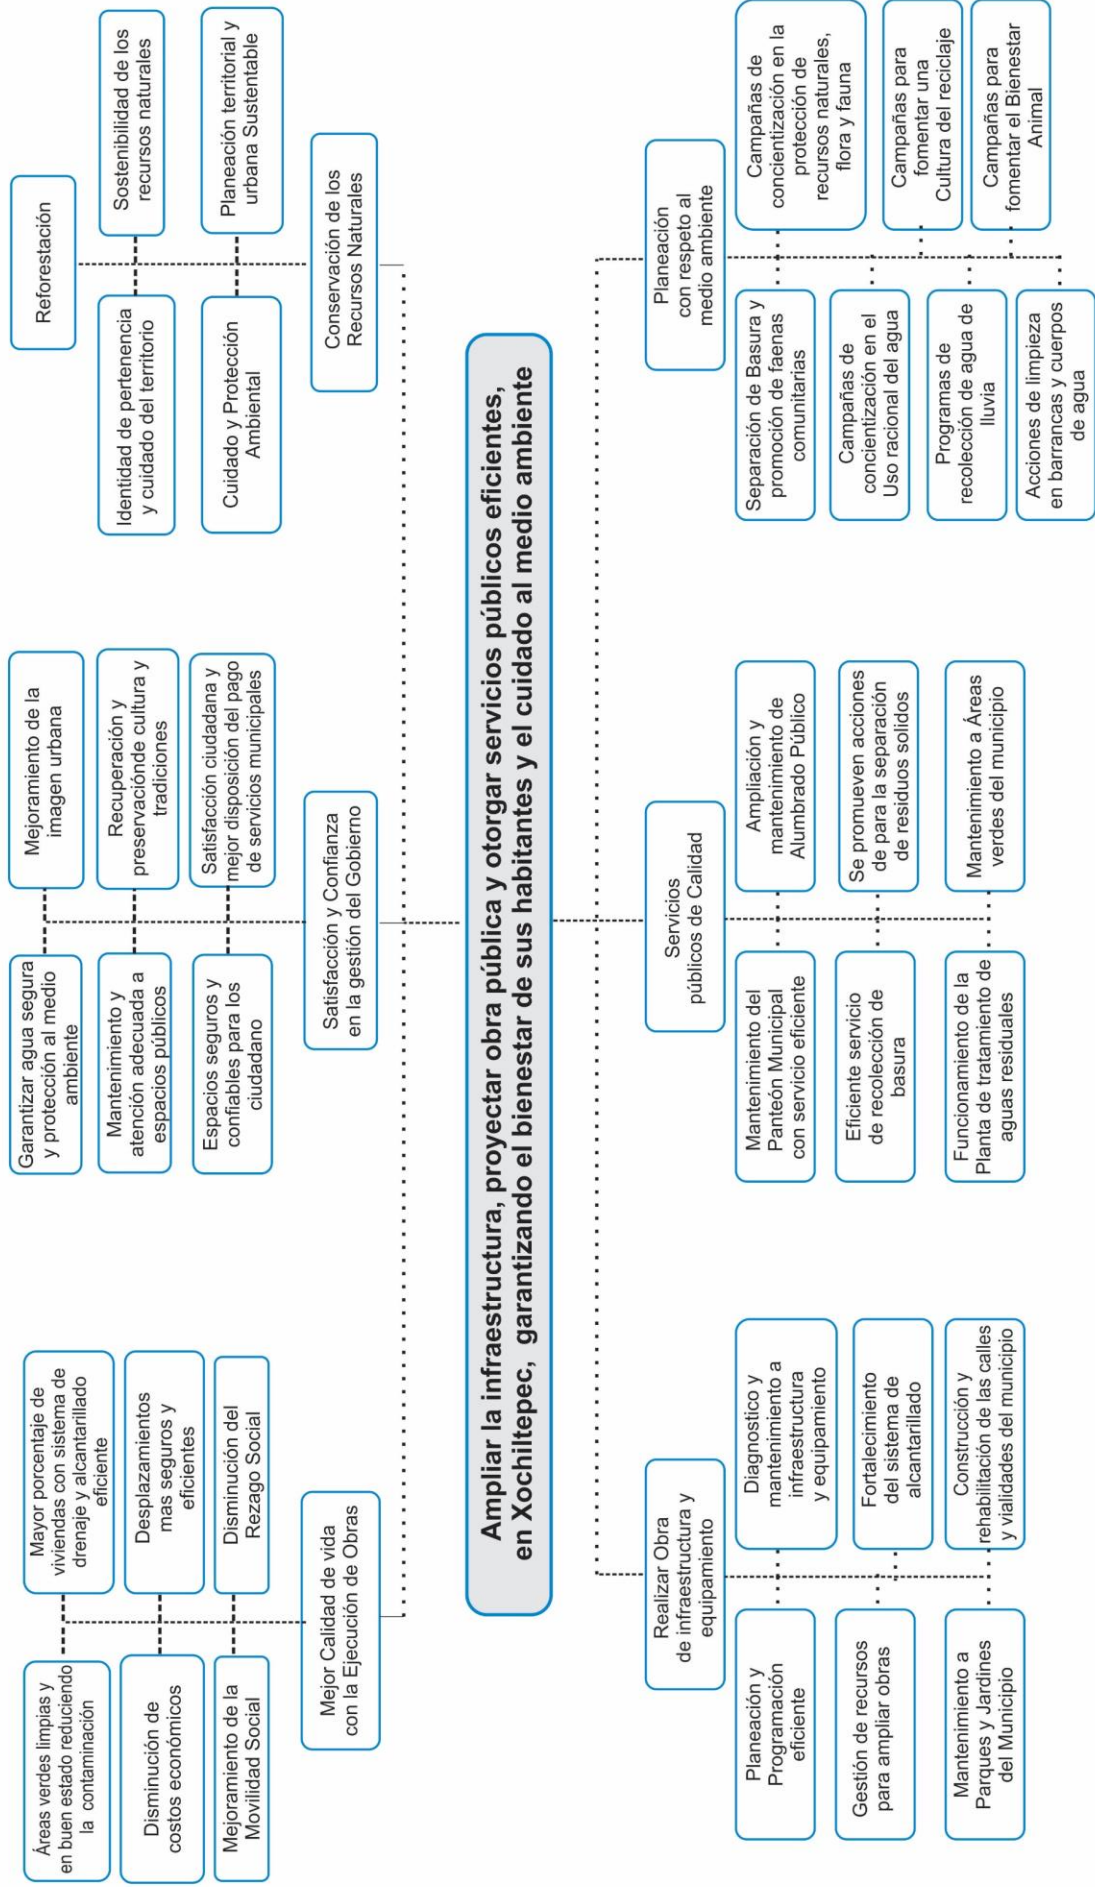 Áreas verdes limpias y
en buen estado reduciendo
la contaminación
Mayor porcentaje de
viviendas con sistema de
drenaje y alcantarillado
eficiente
Disminución de
costos económicos
Desplazamientos
mas seguros y
eficientes
Mejoramiento de la
Movilidad Social
Disminución del
Rezago Social
Mejor Calidad de vida
con la Ejecución de Obras
Garantizar agua segura
y protección al medio
ambiente
Mejoramiento de la
imagen urbana
Mantenimiento y
atención adecuada a
espacios públicos
Recuperación y
preservaciónde cultura y
tradiciones
Espacios seguros y
confiables para los
ciudadano
Satisfacción ciudadana y
mejor disposición del pago
de servicios municipales
Satisfacción y Confianza
en la gestión del Gobierno
Reforestación
Identidad de pertenencia
y cuidado del territorio
Sostenibilidad de los
recursos naturales
Cuidado y Protección
Ambiental
Planeación territorial y
urbana Sustentable
Conservación de los
Recursos Naturales
Ampliar la infraestructura, proyectar obra pública y otorgar servicios públicos eficientes,
en Xochiltepec, garantizando el bienestar de sus habitantes y el cuidado al medio ambiente
Realizar Obra
de infraestructura y
equipamiento
Planeación y
Programación
eficiente
Diagnostico y
mantenimiento a
infraestructura
y equipamiento
Gestión de recursos
para ampliar obras
Fortalecimiento
del sistema de
alcantarillado
Mantenimiento a
Parques y Jardines
del Municipio
Construcción y
rehabilitación de las calles
y vialidades del municipio
Servicios
públicos de Calidad
Mantenimiento del
Panteón Municipal
con servicio eficiente
Ampliación y
mantenimiento de
Alumbrado Público
Eficiente servicio
de recolección de
basura
Se promueven acciones
de para la separación
de residuos solidos
Funcionamiento de la
Planta de tratamiento de
aguas residuales
Mantenimiento a Áreas
verdes del municipio
Planeación
con respeto al
medio ambiente
Separación de Basura y
promoción de faenas
comunitarias
Campañas de
concientización en la
protección de
recursos naturales,
flora y fauna
Campañas de
concientización en el
Uso racional del agua
Campañas para
fomentar una
Cultura del reciclaje
Programas de
recolección de agua de
lluvia
Campañas para
fomentar el Bienestar
Animal
Acciones de limpieza
en barrancas y cuerpos
de agua